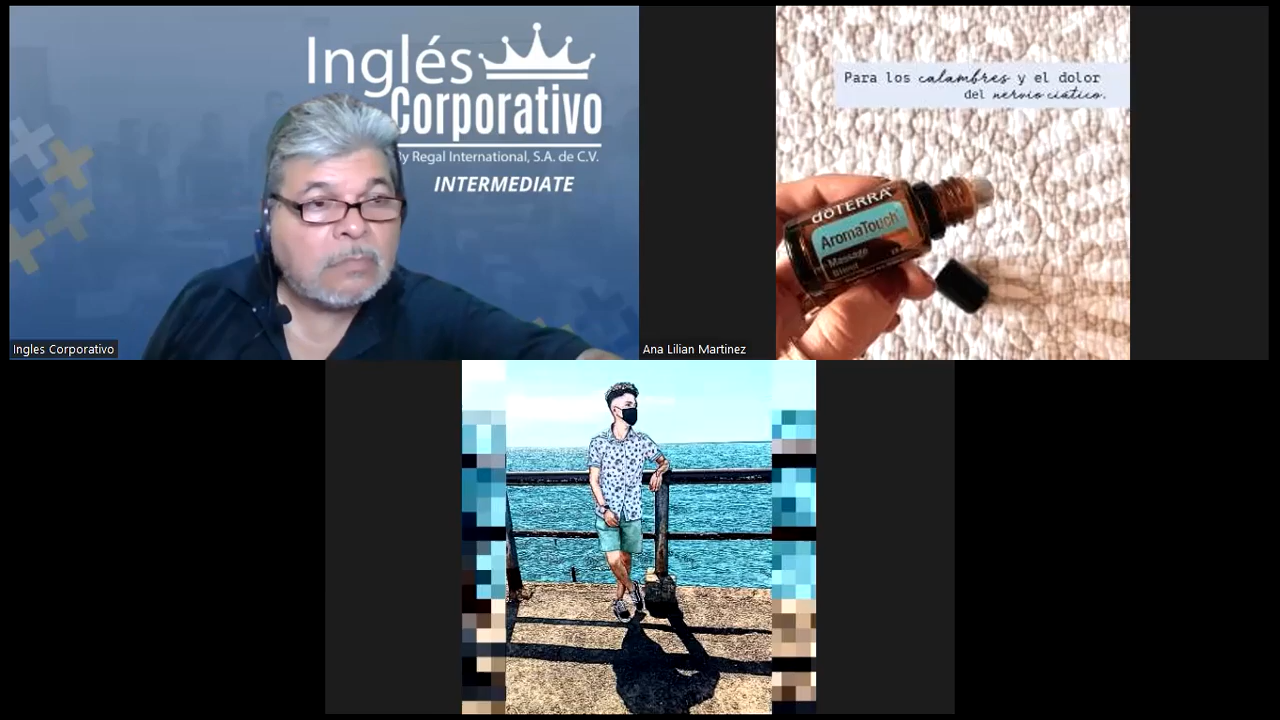 Inglés
Corporativo
By Regal International, S.A. de C.V.
INTERMEDIATE
Ingles Corporativo
Para los calambres y el dolor
del nervio ciático.
dōTERRA
AromaTouch
Massage
Blend
Ana Lilian Martinez